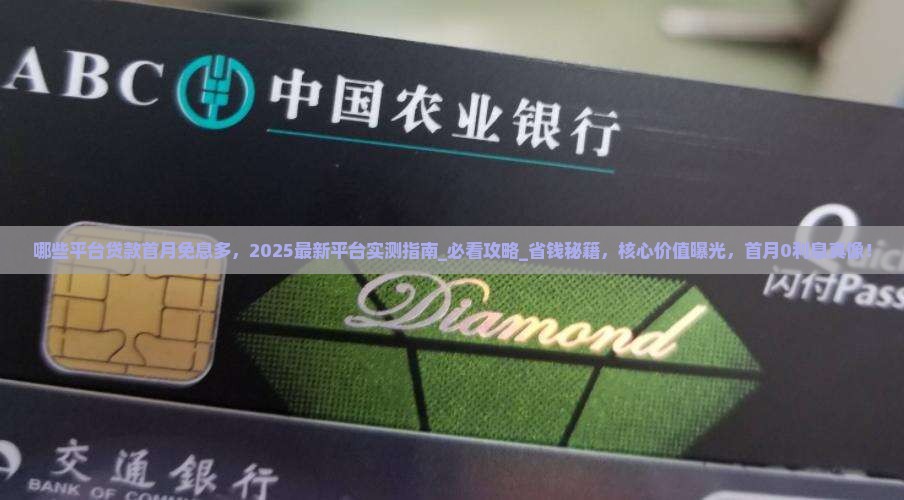 ABC 中国农业银行
哪些平台贷款首月免息多，2025最新平台实测指南_必看攻略_省钱秘籍，核心价值曝光，首月0利息真像！
闪付Pass
Diamond
交通銀行
BANK OF COMM